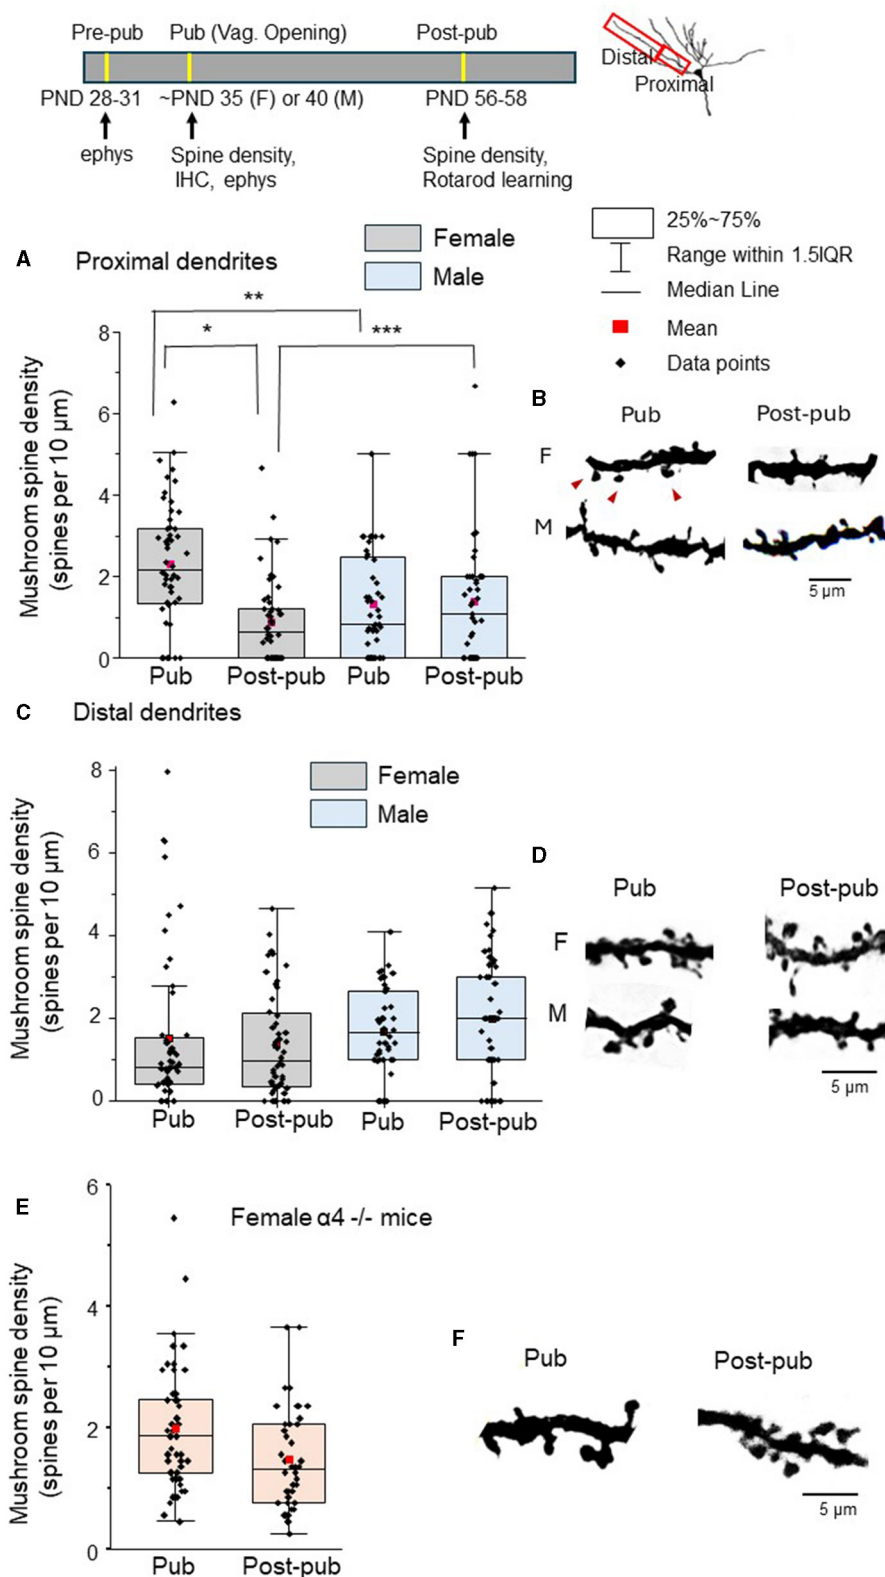 Pre-pub Pub (Vag. Opening) Post-pub
PND 28-31 ~PND 35 (F) or 40 (M) PND 56-58
ephys
Spine density,
IHC, ephys
Spine density,
Rotarod learning
Distal
Proximal
25%~75%
Range within 1.5IQR
Median Line
Mean
Data points
A Proximal dendrites
Female
Male
** 
* ***
Mushroom spine density
(spines per 10 µm)
8
6
4
2
0
Pub Post-pub Pub Post-pub
B
Pub Post-pub
F
M
5 µm
C Distal dendrites
Female
Male
Mushroom spine density
(spines per 10 µm)
8
6
4
2
0
Pub Post-pub Pub Post-pub
D
Pub Post-pub
F
M
5 µm
E
Female α4 -/- mice
Mushroom spine density
(spines per 10 µm)
6
4
2
0
Pub Post-pub
F
Pub Post-pub
5 µm